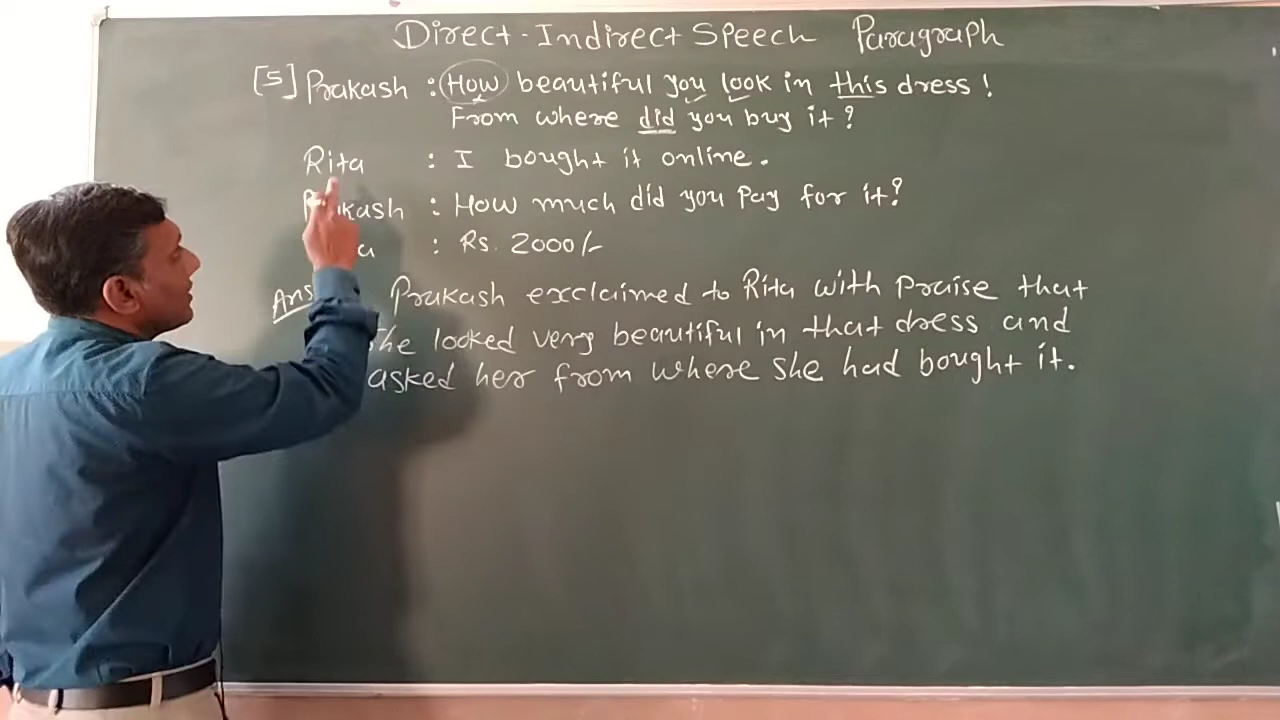 Direct-Indirect Speech Paragraph
[5] Prakash : How beautiful you look in this dress!
From where did you buy it?
Rita : I bought it online.
kash : How much did you pay for it?
a : Rs. 2000/-
Ans Prakash exclaimed to Rita with praise that
he looked very beautiful in that dress and
asked her from where she had bought it.